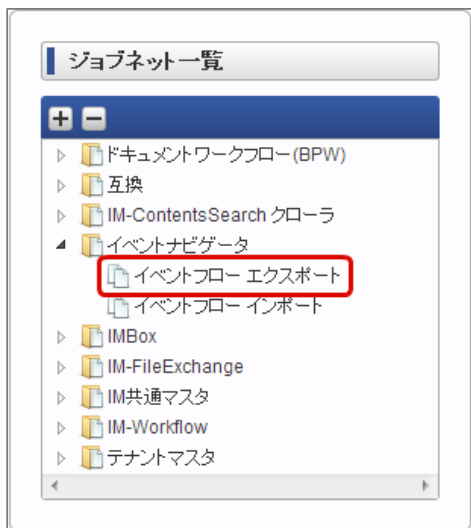 ジョブネット一覧
ドキュメントワークフロー(BPW)
互換
IM-ContentsSearch クローラ
イベントナビゲータ
イベントフロー エクスポート
イベントフロー インポート
IMBox
IM-FileExchange
IM共通マスタ
IM-Workflow
テナントマスタ